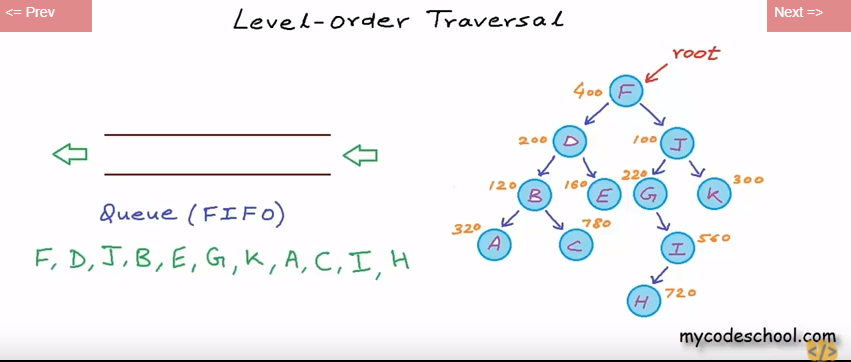 <= Prev
Next =>
Level-order Traversal
root
400 F
200 D
100 J
120 B
160 E
220 G
K 300
320 A
C 780
I 560
H 720
Queue (FIFO)
F, D, J, B, E, G, K, A, C, I, H
mycodeschool.com
</>